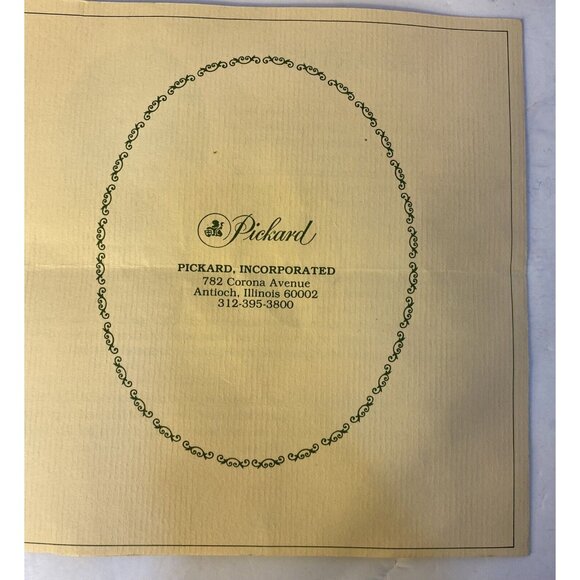 Pickard
PICKARD, INCORPORATED
782 Corona Avenue
Antioch, Illinois 60002
312-395-3800